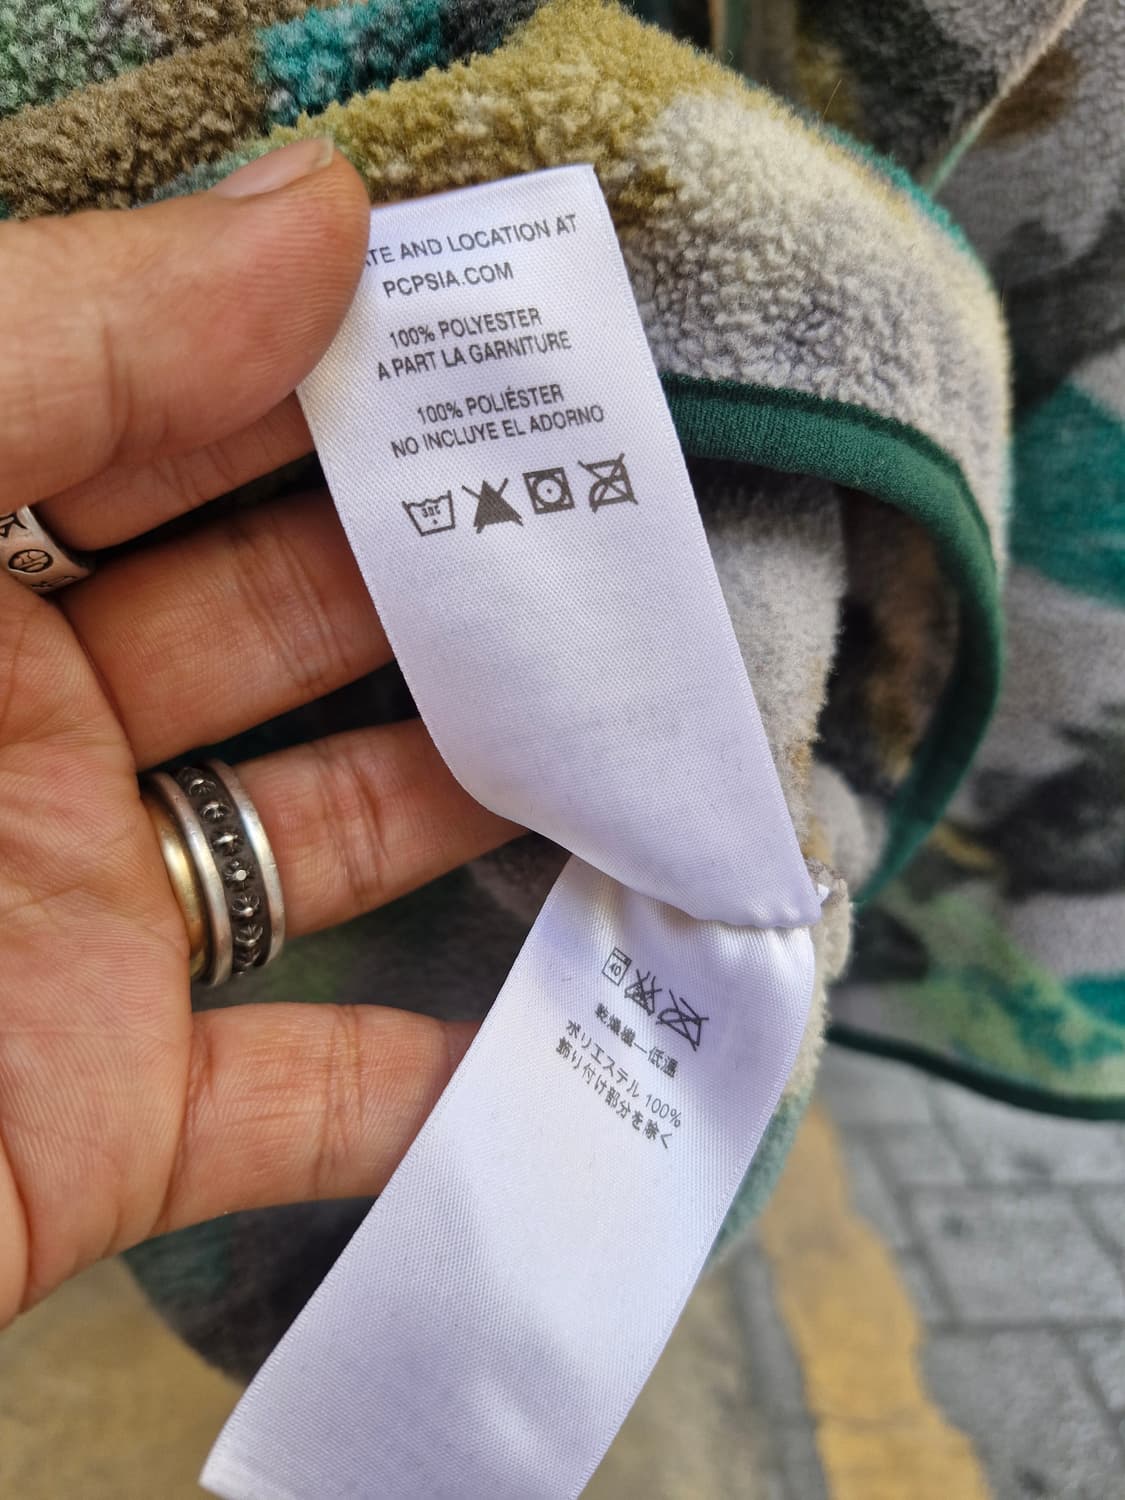 AND LOCATION AT
PCPSIA.COM
100% POLYESTER
A PART LA GARNITURE
100% POLIÉSTER
NO INCLUYE EL ADORNO
40
乾燥機—低温
ポリエステル 100%
飾り付け部分を除く